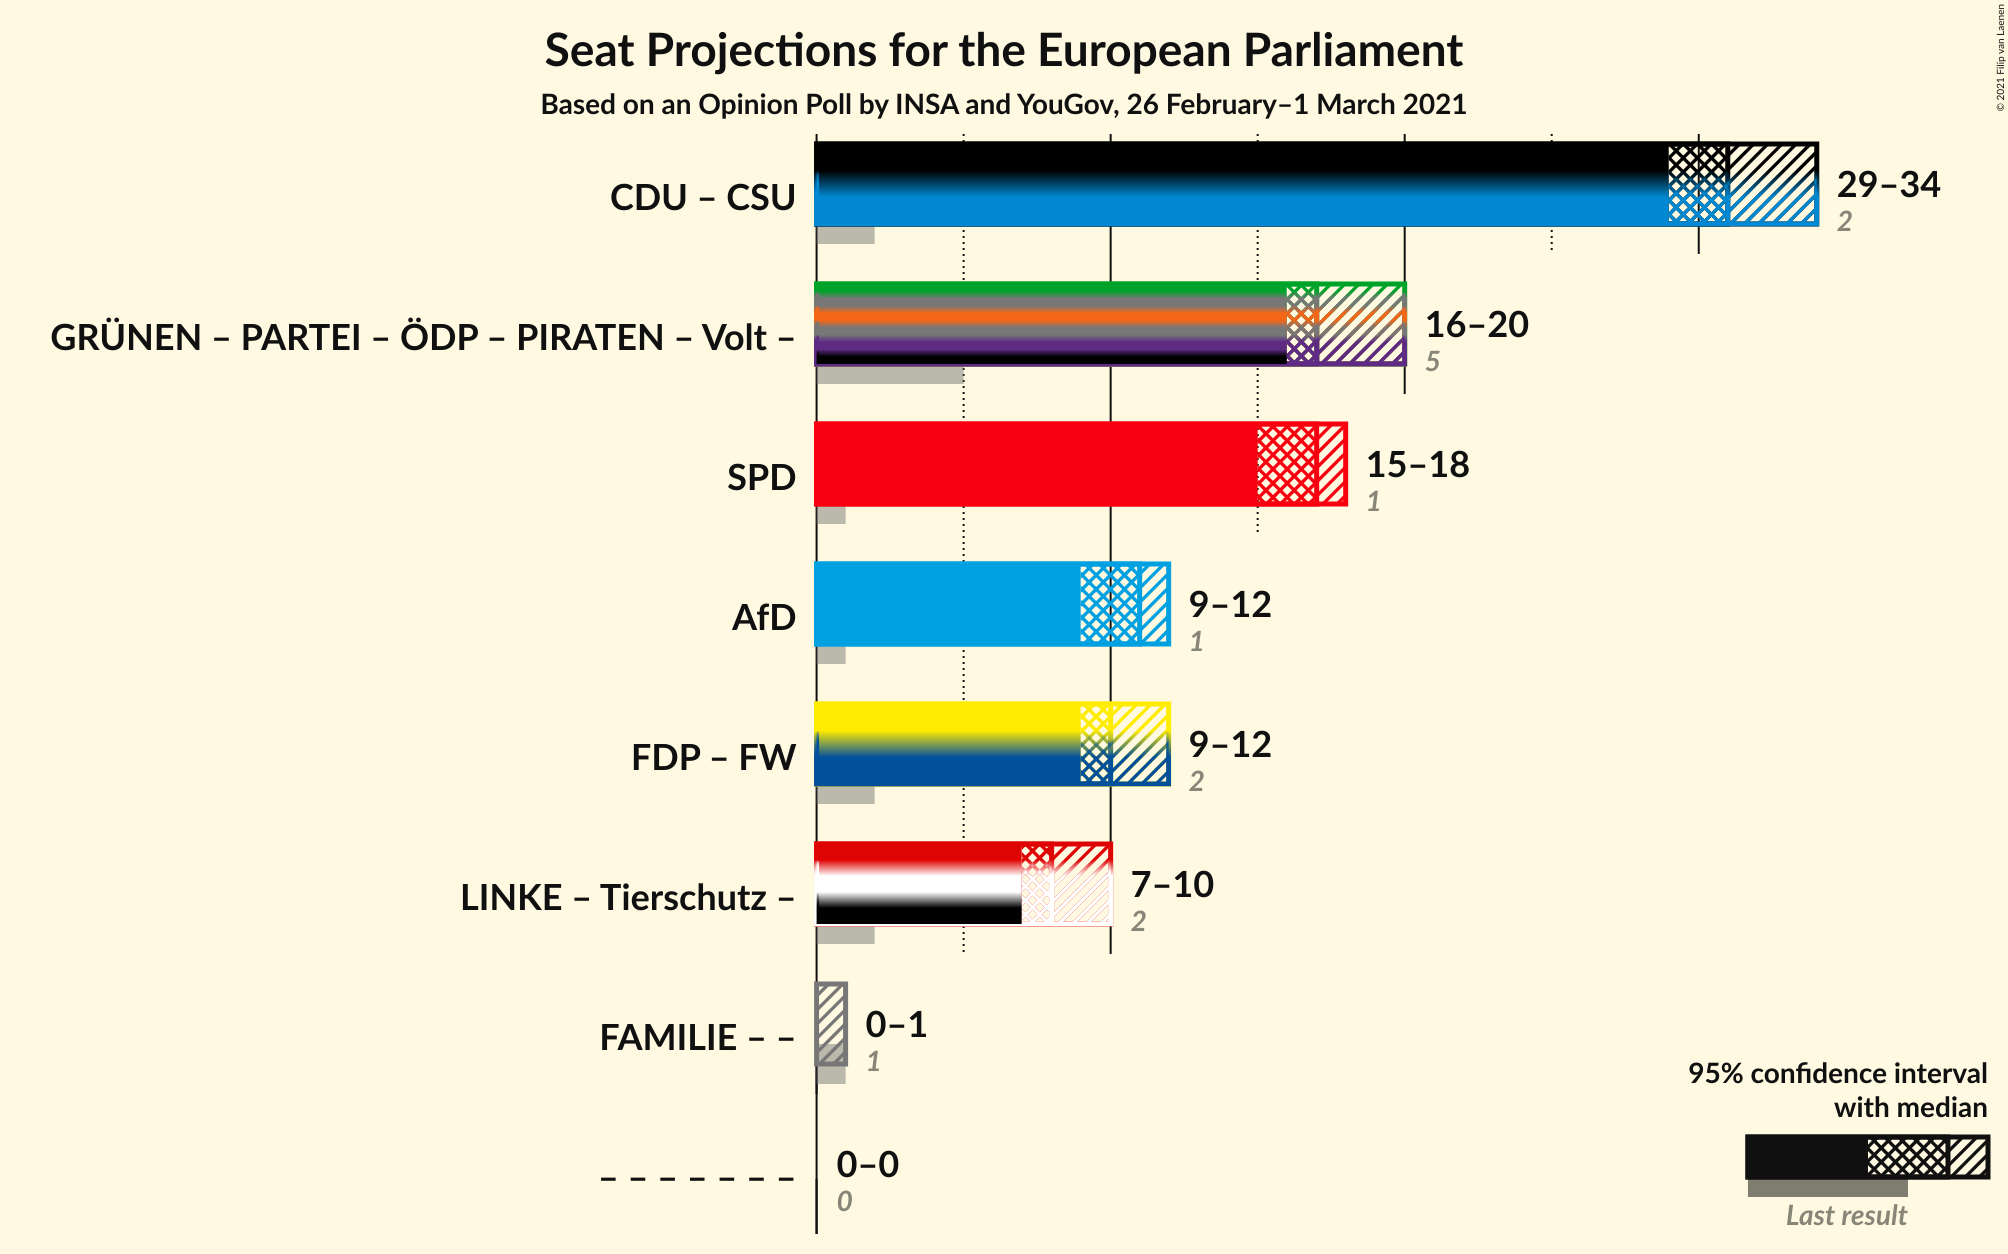 Seat Projections for the European Parliament
Based on an Opinion Poll by INSA and YouGov, 26 February–1 March 2021
© 2021 Filip van Laenen
CDU – CSU
29–34
2
GRÜNEN – PARTEI – ÖDP – PIRATEN – Volt –
16–20
5
SPD
15–18
1
AfD
9–12
1
FDP – FW
9–12
2
LINKE – Tierschutz –
7–10
2
FAMILIE – –
0–1
1
– – – – – – –
0–0
0
95% confidence interval
with median
Last result